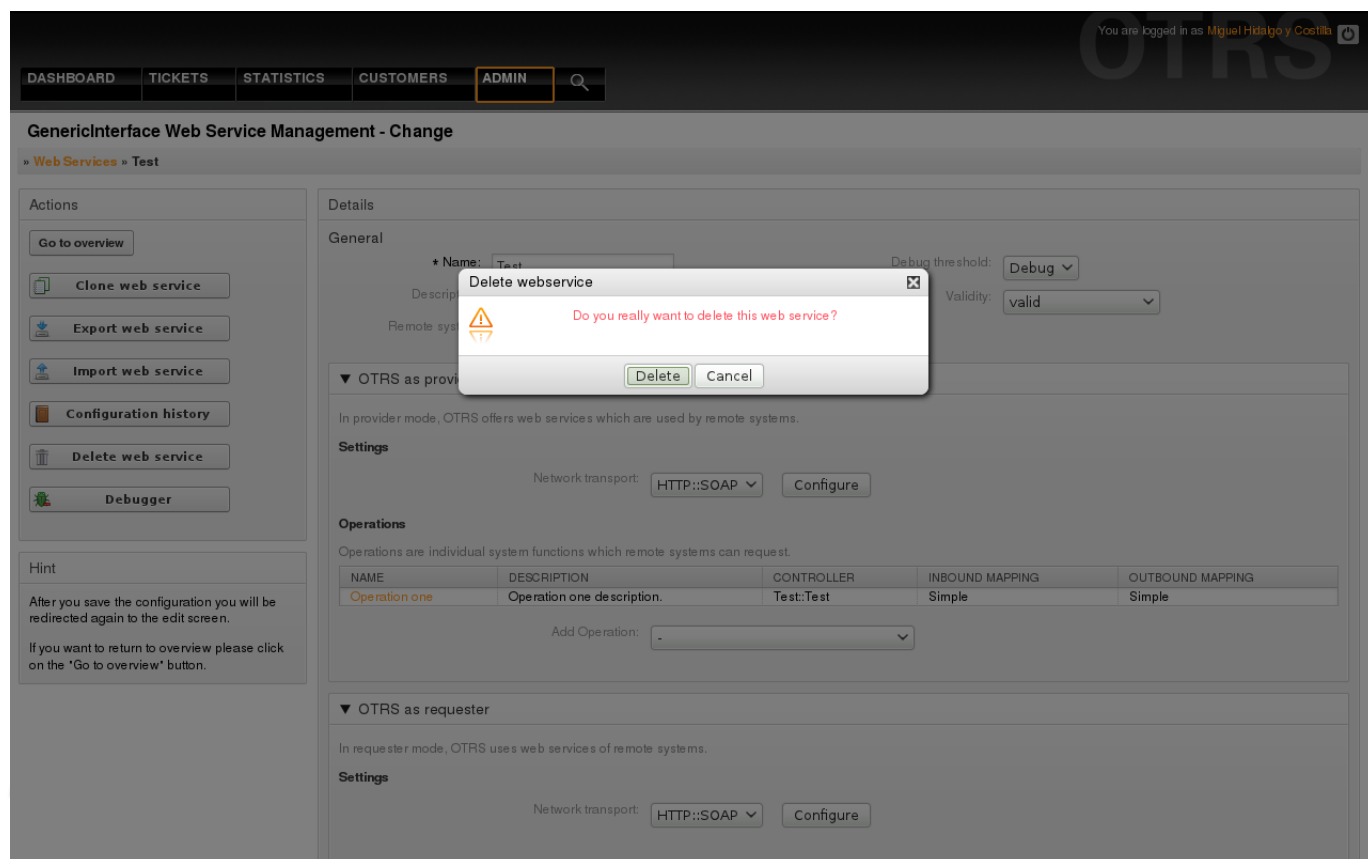 OTRS
You are logged in as Miguel Hidalgo y Costilla
DASHBOARD TICKETS STATISTICS CUSTOMERS ADMIN
GenericInterface Web Service Management - Change
» Web Services » Test
Actions
Go to overview
Clone web service
Export web service
Import web service
Configuration history
Delete web service
Debugger
Hint
After you save the configuration you will be
redirected again to the edit screen.
If you want to return to overview please click
on the "Go to overview" button.
Details
General
* Name: Test
Descrip
Remote syst
Debug threshold: Debug
Validity: valid
Delete webservice
Do you really want to delete this web service?
Delete Cancel
▼ OTRS as provi
In provider mode, OTRS offers web services which are used by remote systems.
Settings
Network transport: HTTP::SOAP Configure
Operations
Operations are individual system functions which remote systems can request.
NAME DESCRIPTION CONTROLLER INBOUND MAPPING OUTBOUND MAPPING
Operation one Operation one description. Test::Test Simple Simple
Add Operation: -
▼ OTRS as requester
In requester mode, OTRS uses web services of remote systems.
Settings
Network transport: HTTP::SOAP Configure